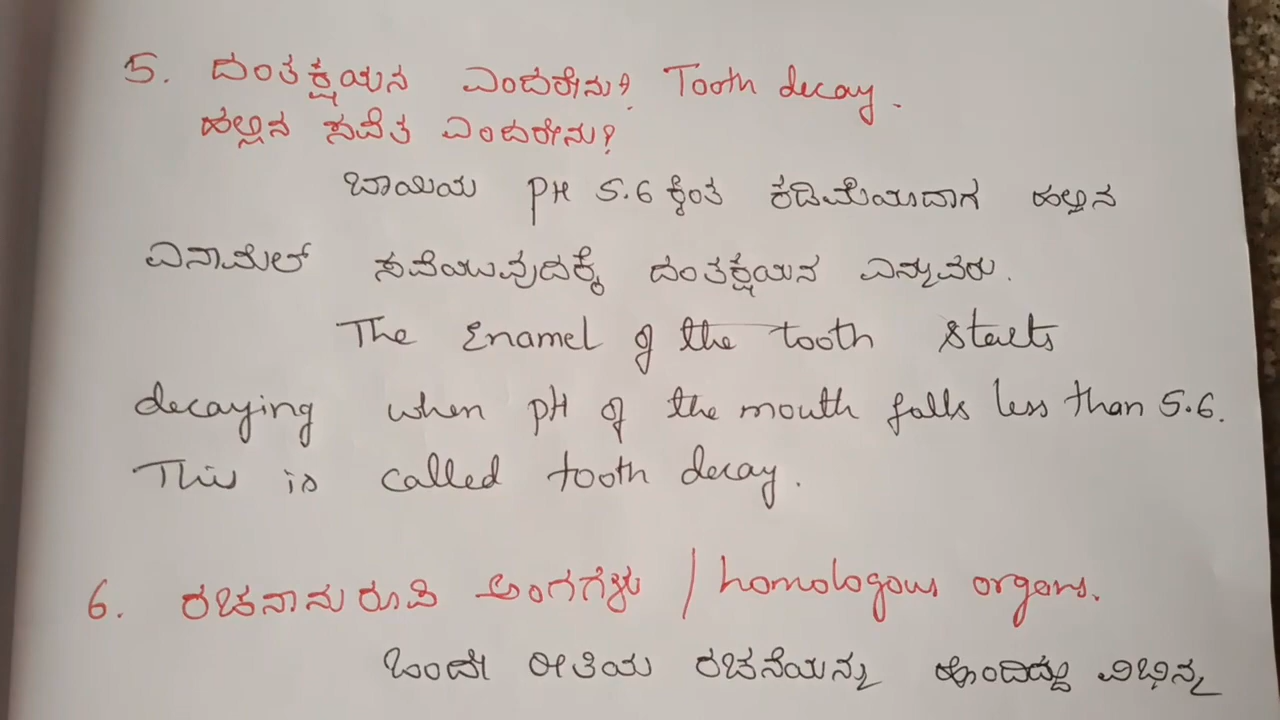 5. ದಂತಕ್ಷಯನ ಎಂದರೇನು? Tooth decay.
ಹಲ್ಲಿನ ಸವೆತ ಎಂದರೇನು?
ಬಾಯಿಯ PH 5.6 ಕ್ಕಿಂತ ಕಡಿಮೆಯಾದಾಗ ಹಲ್ಲಿನ
ಎನಾಮೆಲ್ ಸವೆಯುವುದಕ್ಕೆ ದಂತಕ್ಷಯನ ಎನ್ನುವರು.
The Enamel of the tooth starts
decaying when pH of the mouth falls less than 5.6.
This is called tooth decay.
6. ರಚನಾನುರೂಪಿ ಅಂಗಗಳು / homologous organs.
ಒಂದೇ ರೀತಿಯ ರಚನೆಯನ್ನು ಹೊಂದಿದ್ದು ವಿಭಿನ್ನ